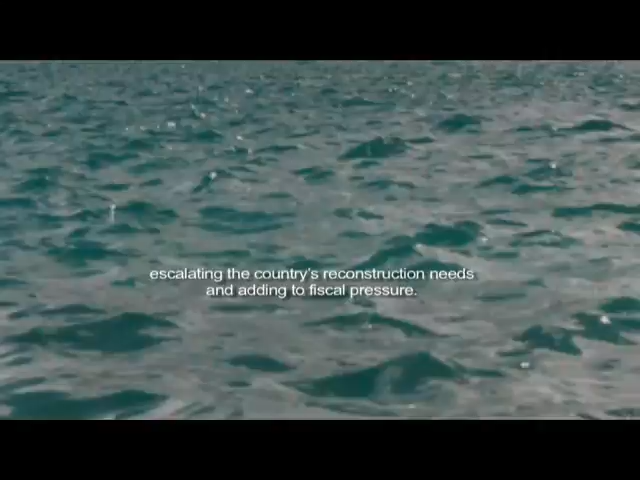 escalating the country's reconstruction needs
and adding to fiscal pressure.